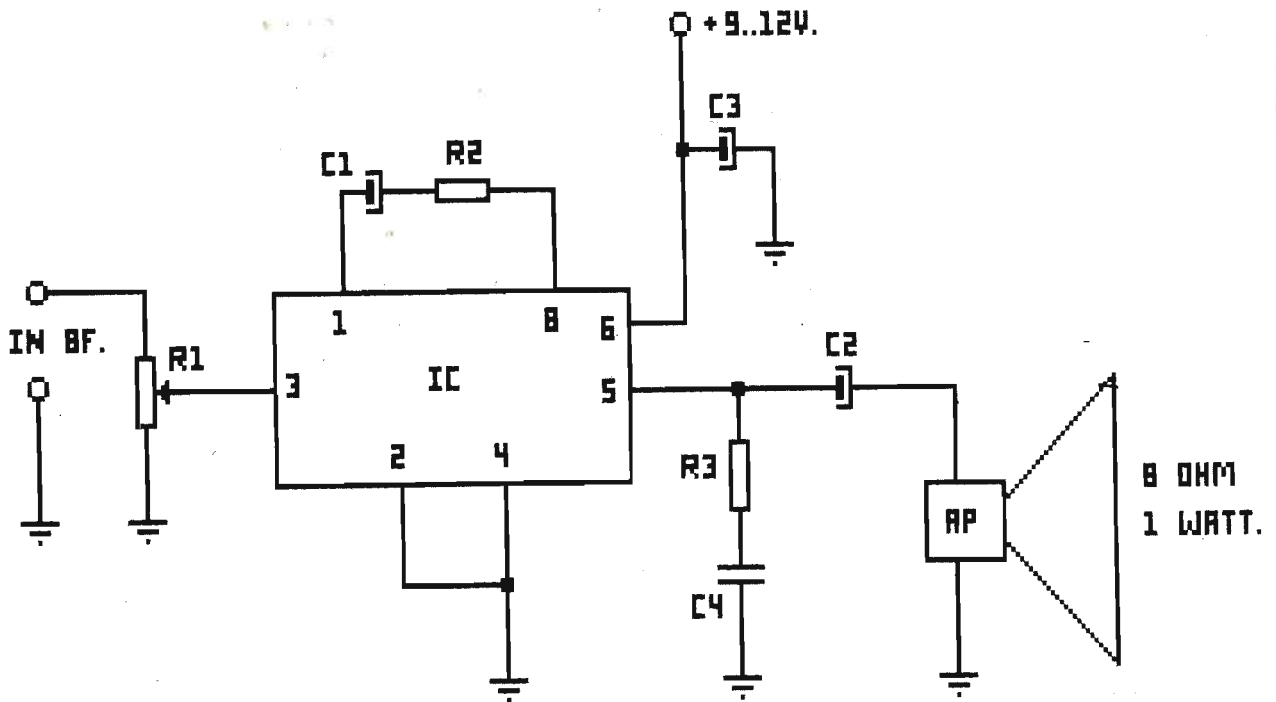 +9..12V.
C3
C1
R2
1
8
6
IN BF.
R1
3
IC
5
C2
2
4
R3
8 OHM
AP
1 WATT.
C4